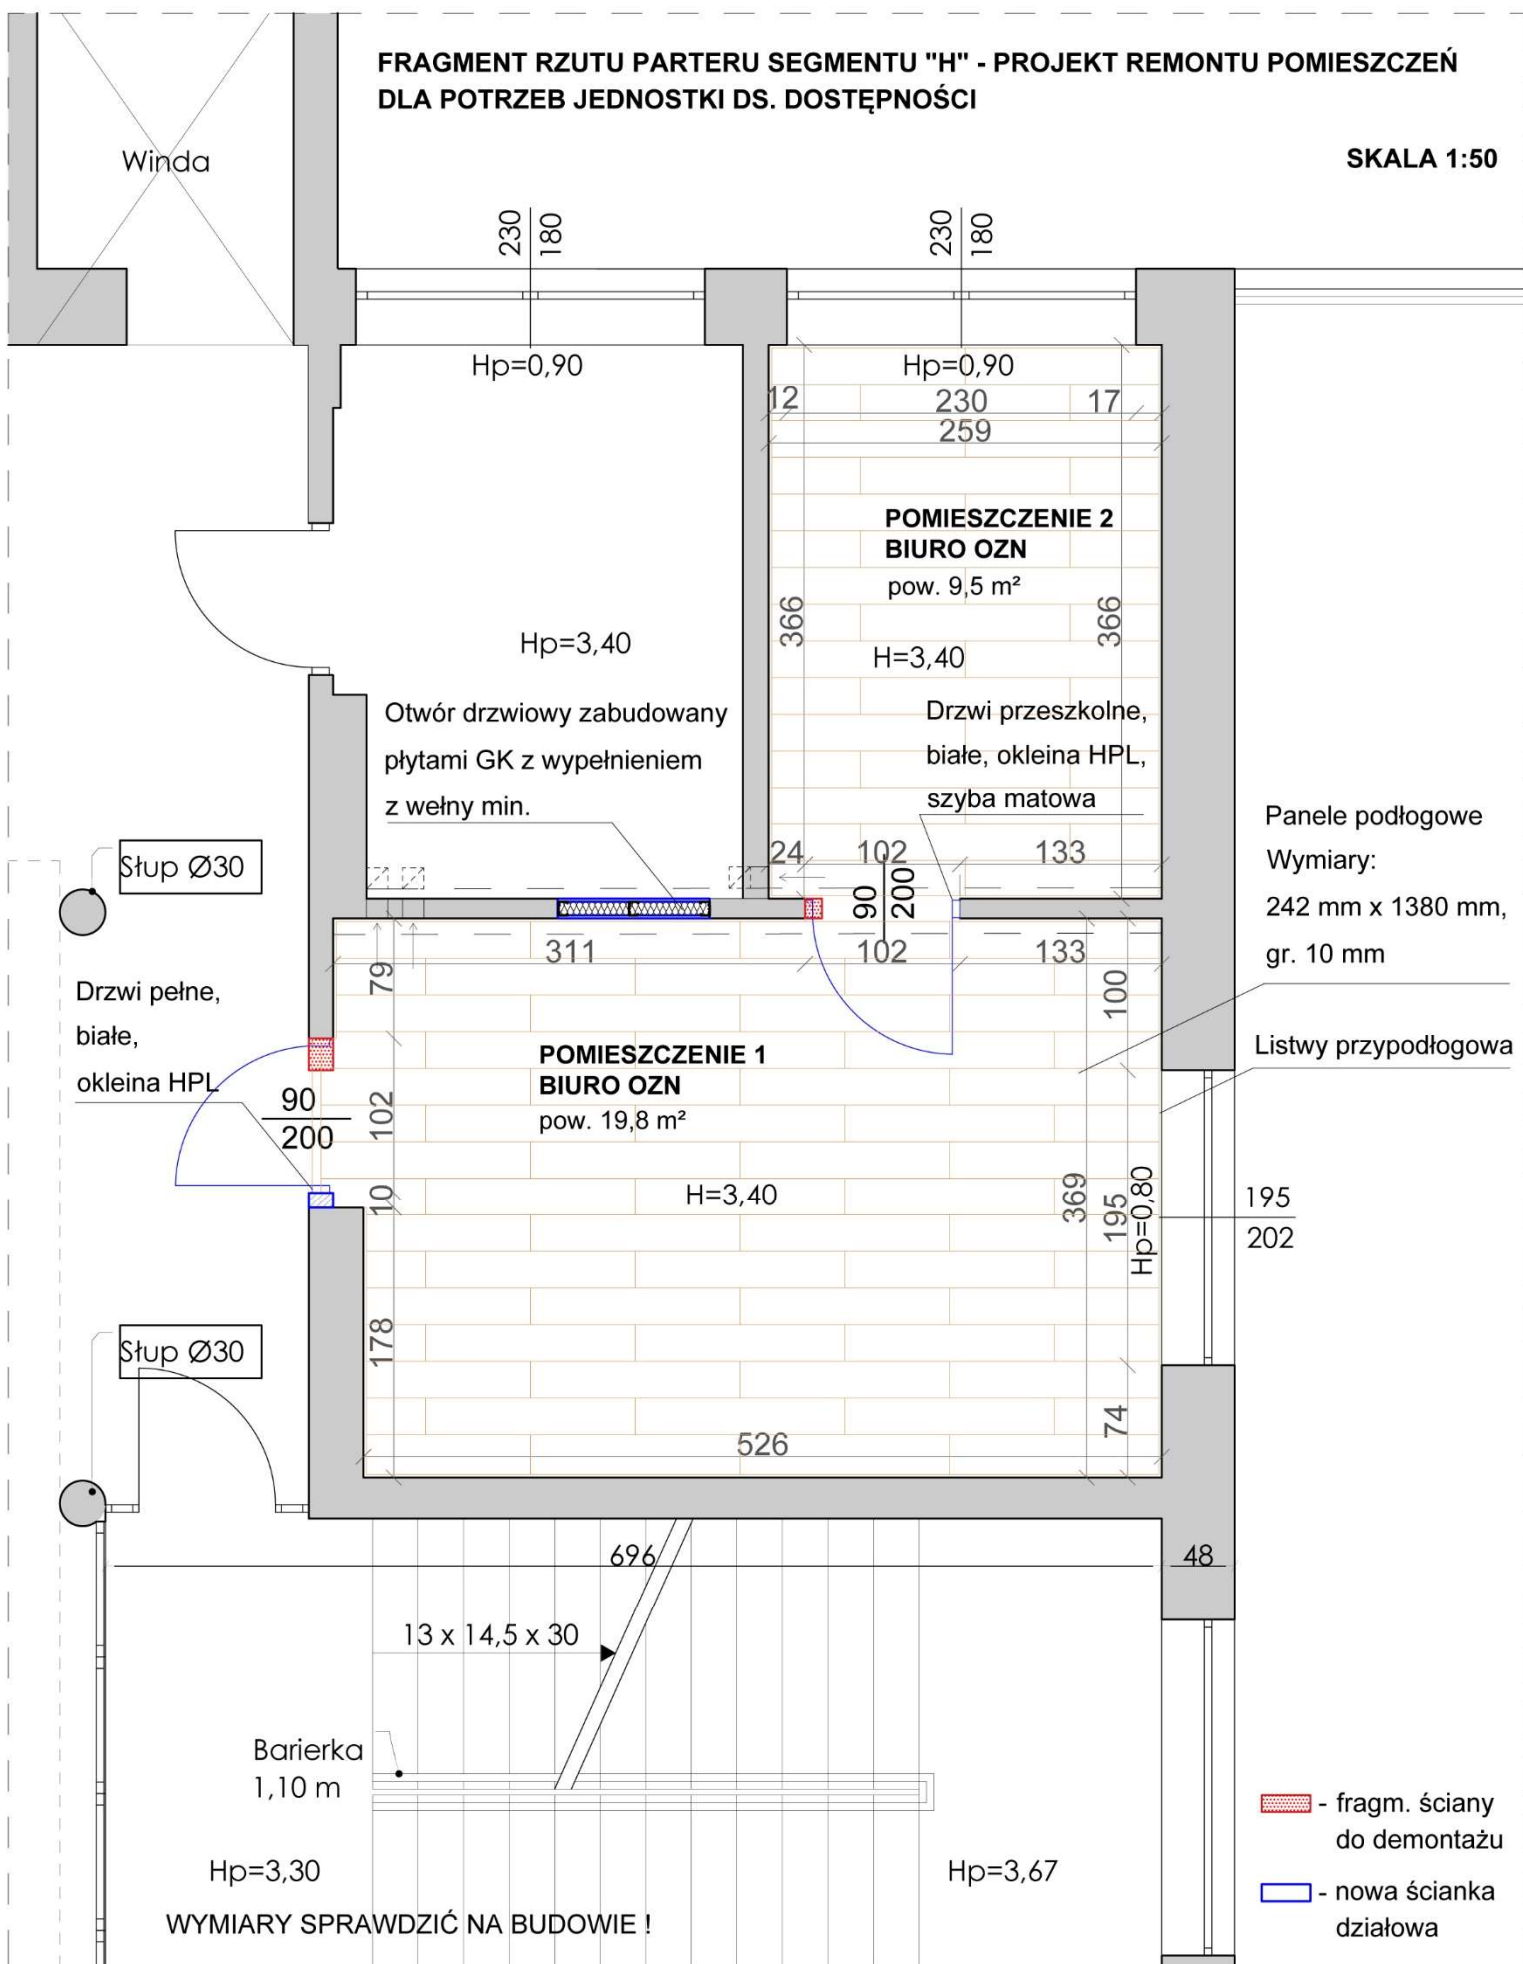 FRAGMENT RZUTU PARTERU SEGMENTU "H" - PROJEKT REMONTU POMIESZCZEŃ
DLA POTRZEB JEDNOSTKI DS. DOSTĘPNOŚCI
SKALA 1:50
Winda
230
180
230
180
Hp=0,90
Hp=0,90
12
230
17
259
POMIESZCZENIE 2
BIURO OZN
pow. 9,5 m²
366
366
Hp=3,40
H=3,40
Otwór drzwiowy zabudowany
płytami GK z wypełnieniem
z wełny min.
Drzwi przeszkolne,
białe, okleina HPL,
szyba matowa
Panele podłogowe
Wymiary:
242 mm x 1380 mm,
gr. 10 mm
Słup Ø30
24
102
133
90
200
311
102
133
79
100
Drzwi pełne,
białe,
okleina HPL
Listwy przypodłogowa
POMIESZCZENIE 1
BIURO OZN
pow. 19,8 m²
90
200
102
10
H=3,40
369
195
Hp=0,80
195
202
Słup Ø30
178
74
526
696
48
13 x 14,5 x 30
Barierka
1,10 m
Hp=3,30
Hp=3,67
WYMIARY SPRAWDZIĆ NA BUDOWIE !
- fragm. ściany
do demontażu
- nowa ścianka
działowa